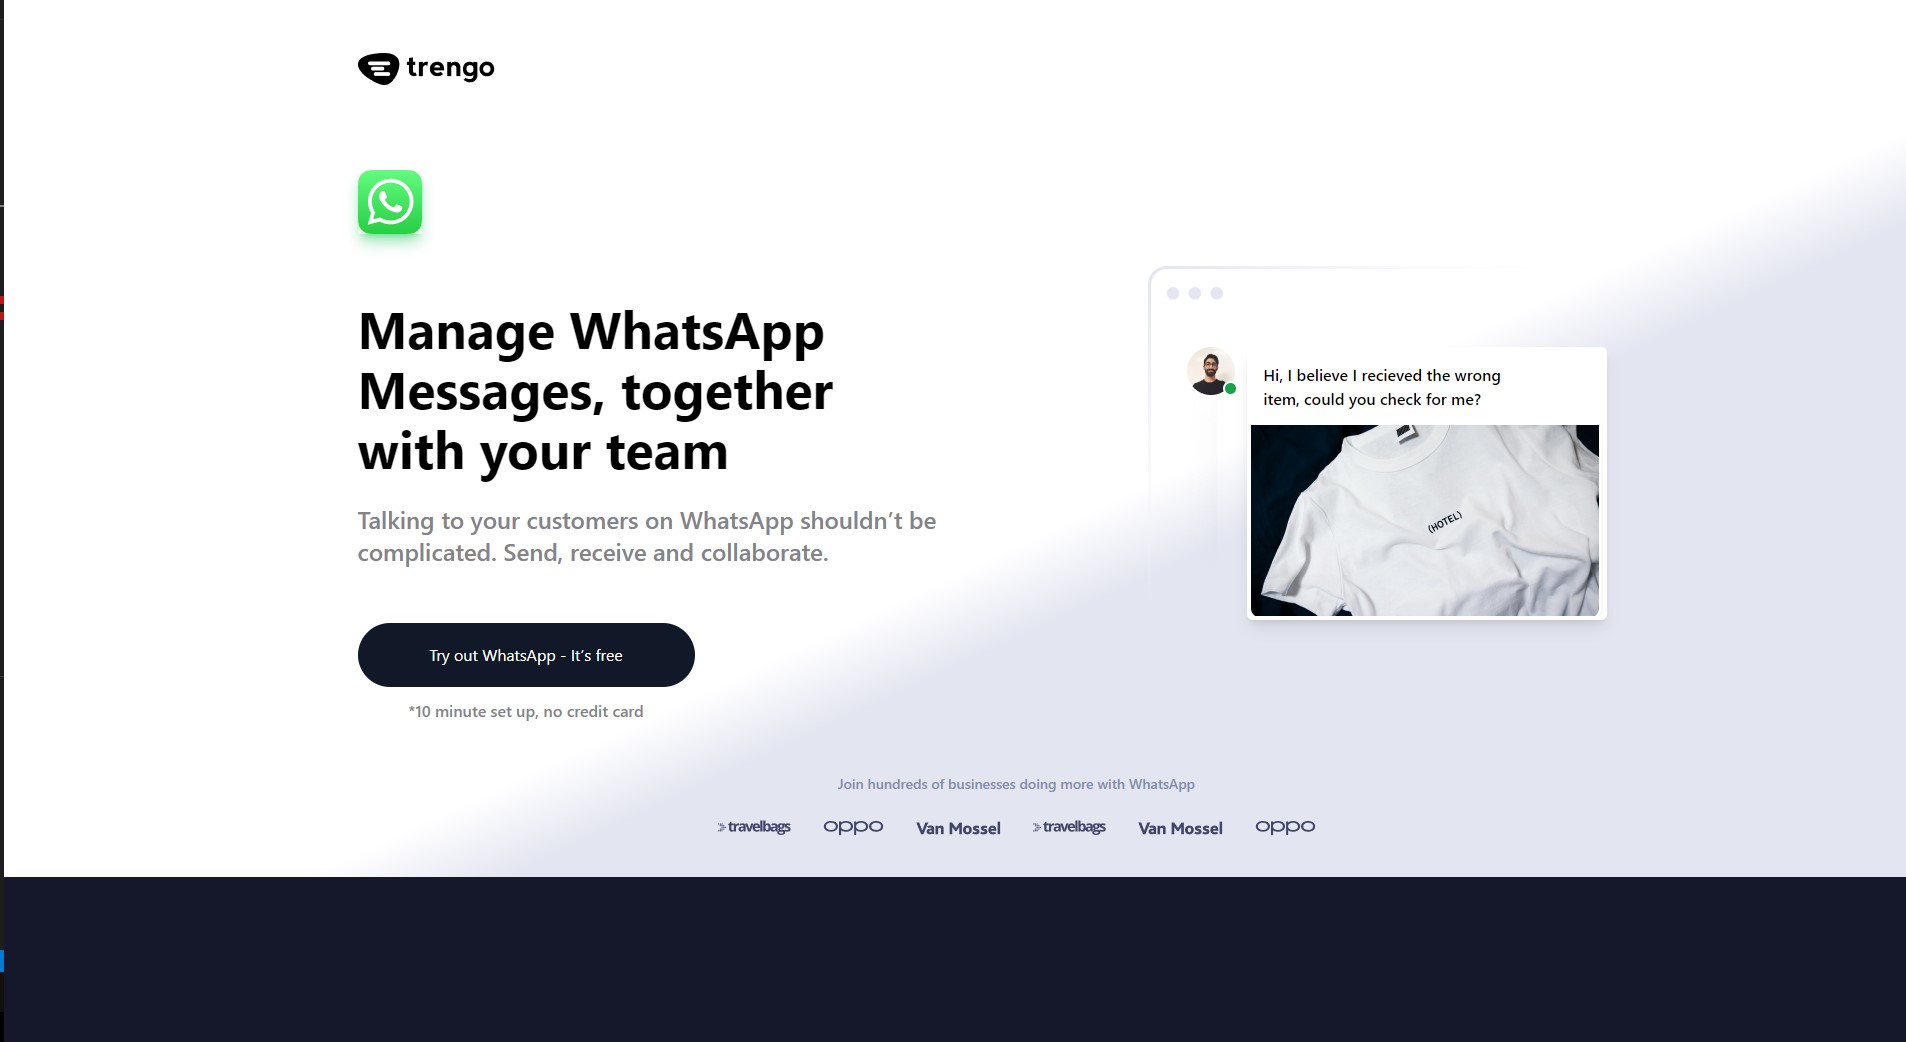 trengo
Manage WhatsApp
Messages, together
with your team
Talking to your customers on WhatsApp shouldn’t be
complicated. Send, receive and collaborate.
Try out WhatsApp - It’s free
*10 minute set up, no credit card
Hi, I believe I recieved the wrong
item, could you check for me?
(HOTEL)
Join hundreds of businesses doing more with WhatsApp
travelbags oppo Van Mossel travelbags Van Mossel oppo